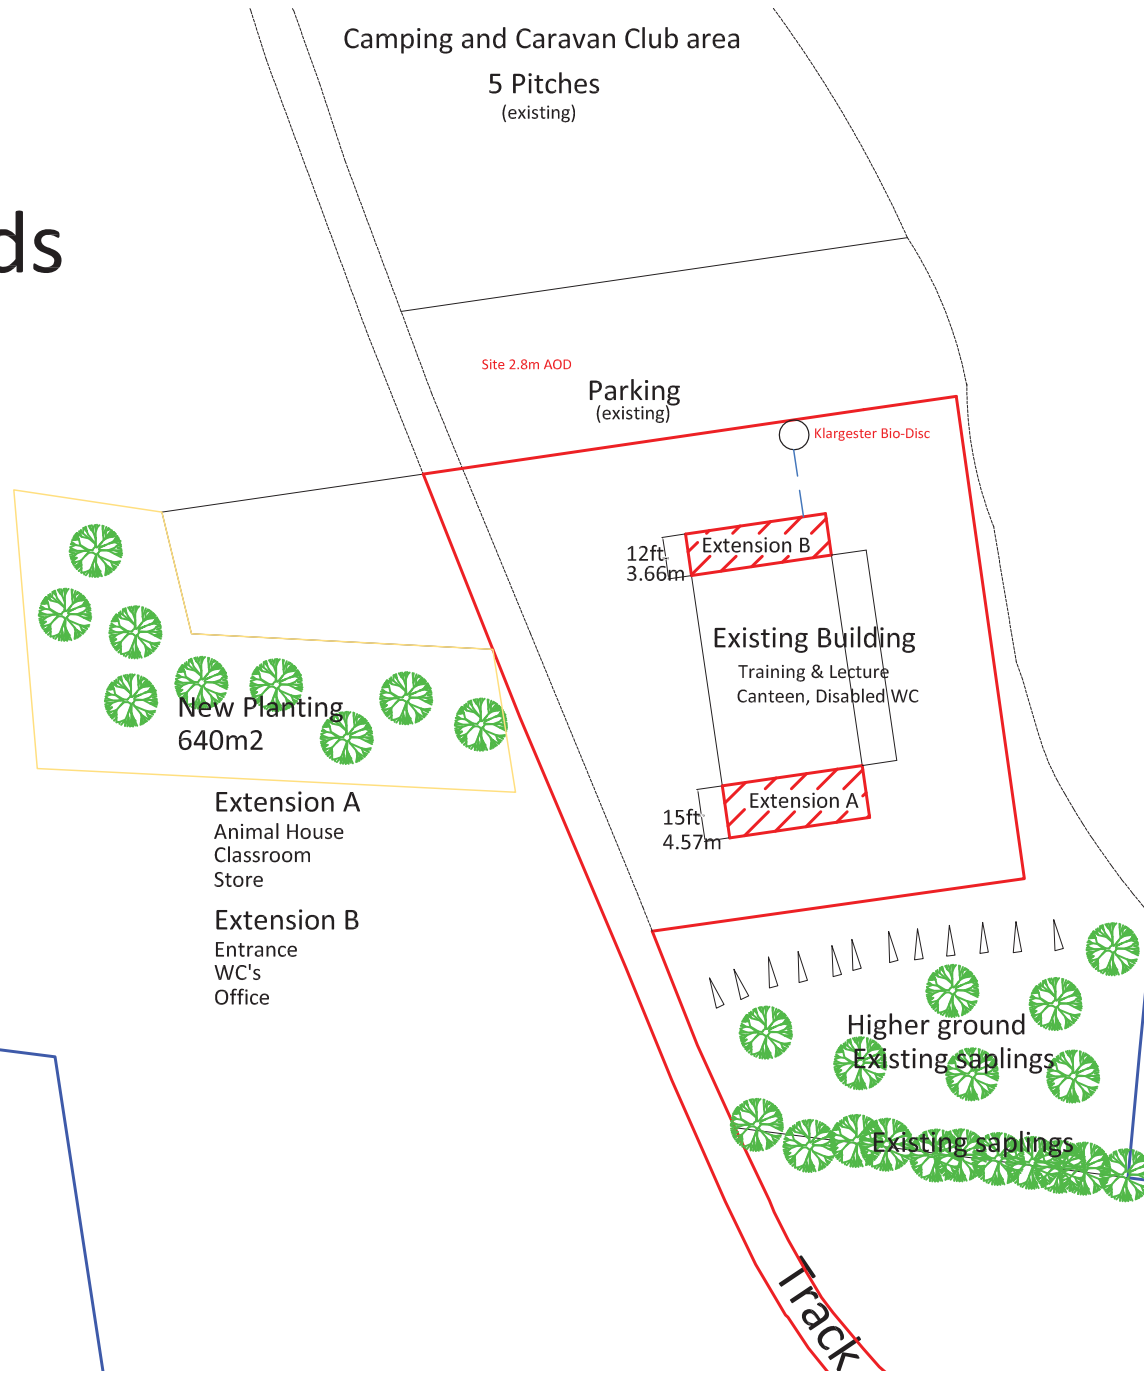 Camping and Caravan Club area
5 Pitches
(existing)
ds
Site 2.8m AOD
Parking
(existing)
Klargester Bio-Disc
Extension B
12ft
3.66m
Existing Building
Training & Lecture
Canteen, Disabled WC
New Planting
640m2
Extension A
15ft
4.57m
Extension A
Animal House
Classroom
Store
Extension B
Entrance
WC's
Office
Higher ground
Existing saplings
Existing saplings
Track